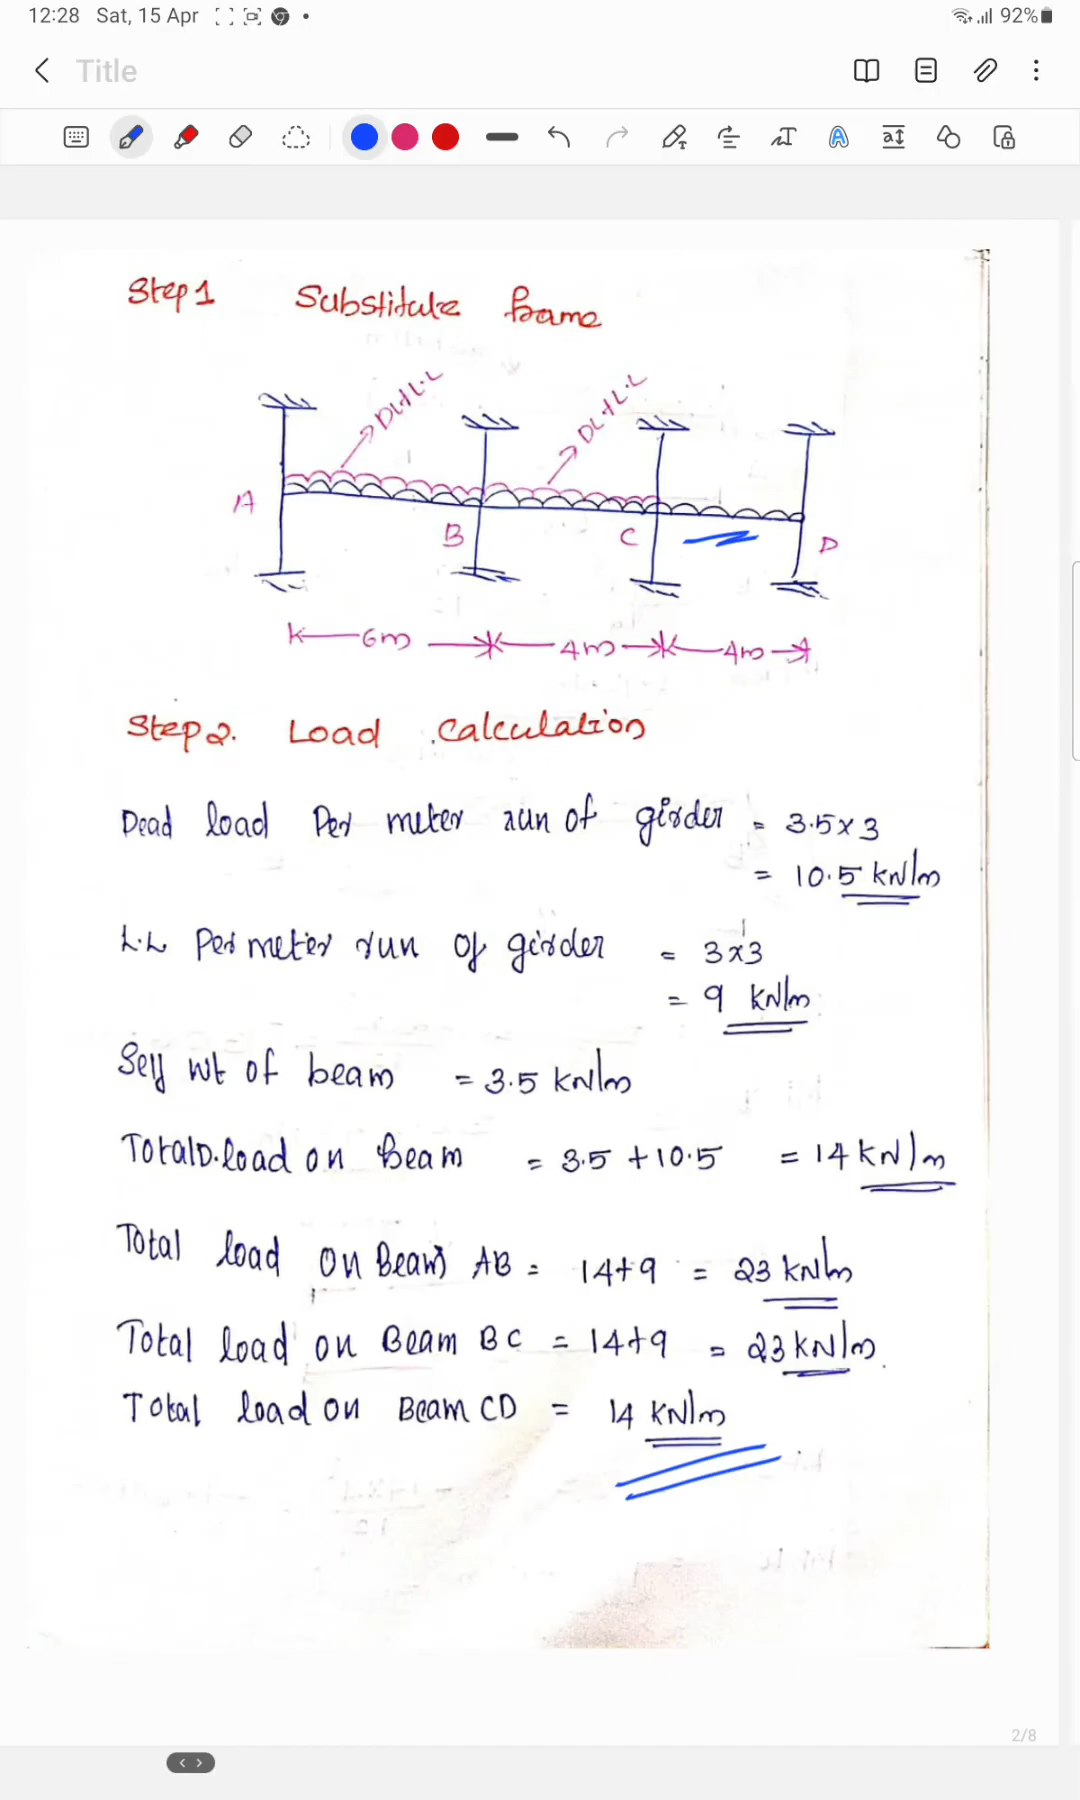 12:28 Sat, 15 Apr
92%
Title
Step 1 Substitute frame
DL+L.L
DL+L.L
A
B
C
D
6m
4m
4m
Step 2. Load calculation
Dead load Per meter run of girder = 3.5x3
= 10.5 kN/m
L.L Per meter run of girder = 3x3
= 9 kN/m
Self wt of beam = 3.5 kN/m
Total D.load on Beam = 3.5 + 10.5 = 14 kN/m
Total load on Beam AB = 14+9 = 23 kN/m
Total load on Beam BC = 14+9 = 23 kN/m.
Total load on Beam CD = 14 kN/m
2/8